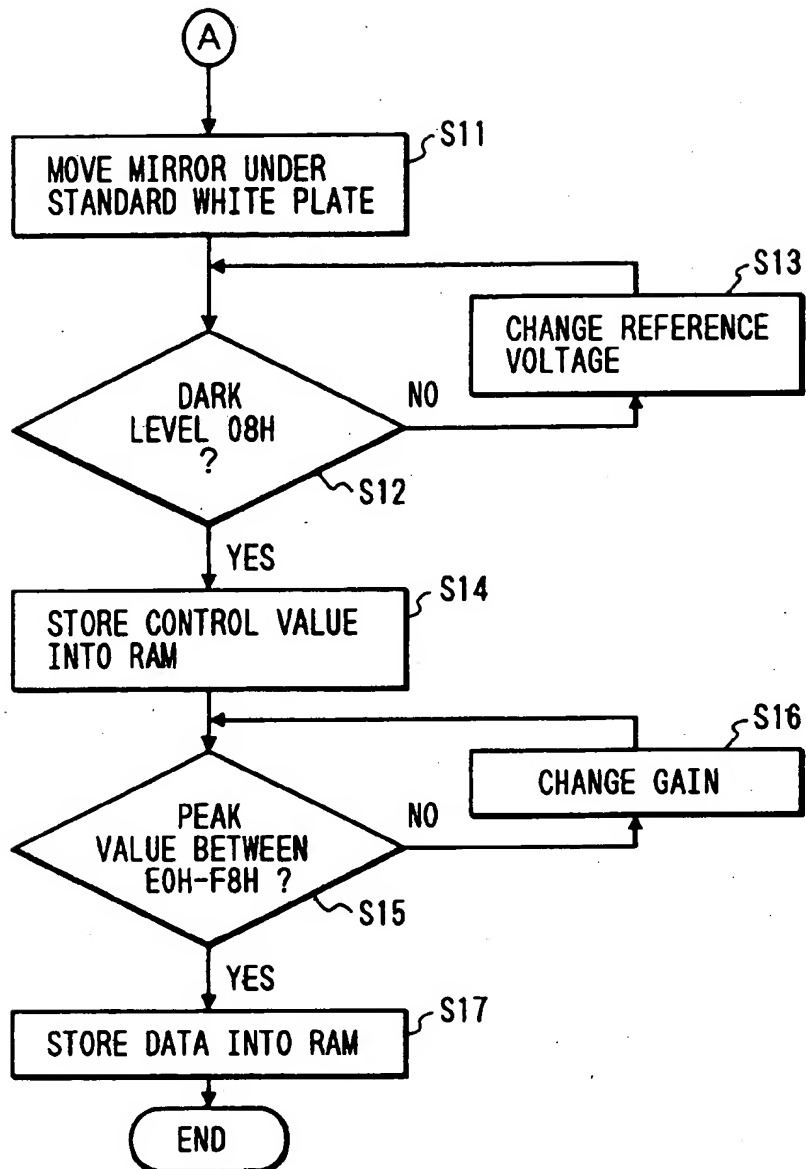 A
S11
MOVE MIRROR UNDER
STANDARD WHITE PLATE
S13
CHANGE REFERENCE
VOLTAGE
DARK
LEVEL 08H
?
NO
S12
YES
S14
STORE CONTROL VALUE
INTO RAM
S16
CHANGE GAIN
PEAK
VALUE BETWEEN
E0H-F8H ?
NO
S15
YES
S17
STORE DATA INTO RAM
END